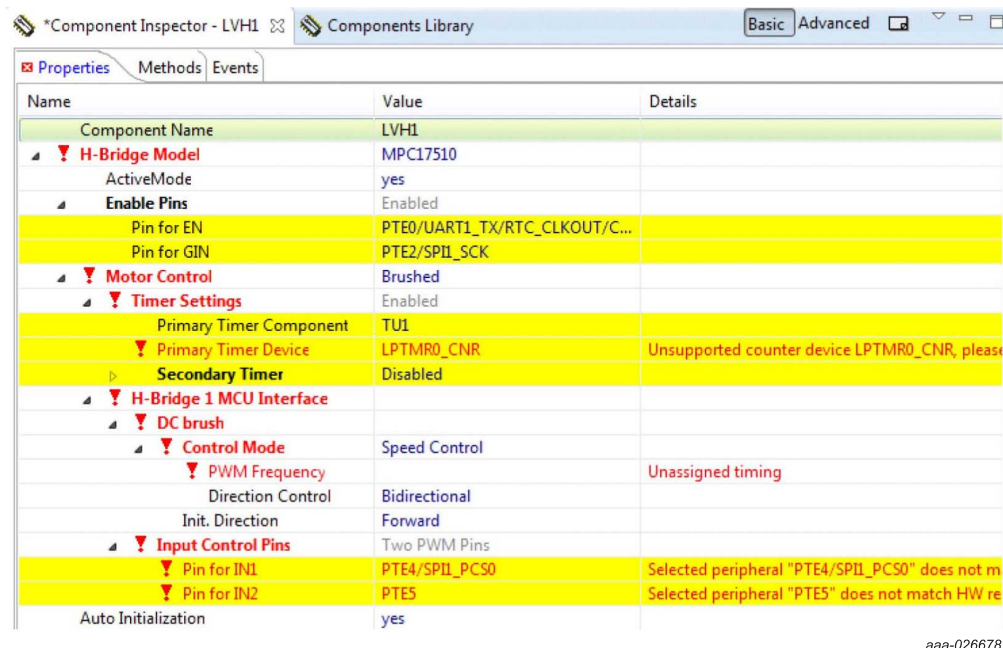 *Component Inspector - LVH1 Components Library Basic Advanced
Properties Methods Events
Name Value Details
Component Name LVH1
H-Bridge Model MPC17510
ActiveMode yes
Enable Pins Enabled
Pin for EN PTE0/UART1_TX/RTC_CLKOUT/C...
Pin for GIN PTE2/SPI1_SCK
Motor Control Brushed
Timer Settings Enabled
Primary Timer Component TU1
Primary Timer Device LPTMR0_CNR Unsupported counter device LPTMR0_CNR, please
Secondary Timer Disabled
H-Bridge 1 MCU Interface
DC brush
Control Mode Speed Control
PWM Frequency Unassigned timing
Direction Control Bidirectional
Init. Direction Forward
Input Control Pins Two PWM Pins
Pin for IN1 PTE4/SPI1_PCS0 Selected peripheral "PTE4/SPI1_PCS0" does not m
Pin for IN2 PTE5 Selected peripheral "PTE5" does not match HW re
Auto Initialization yes
aaa-026678